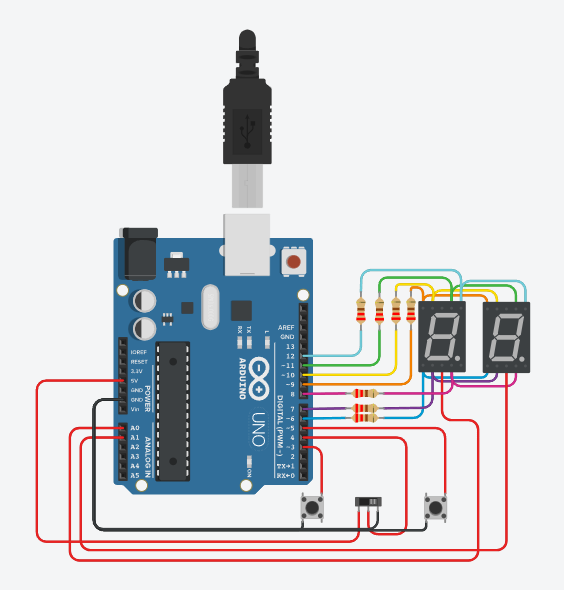 AREF
GND
13
12
~11
~10
~9
8
7
~6
~5
4
~3
2
TX→1
RX←0
DIGITAL (PWM~)
IOREF
RESET
3.3V
5V
GND
GND
Vin
POWER
A0
A1
A2
A3
A4
A5
ANALOG IN
RX
TX
L
ARDUINO
UNO
ON